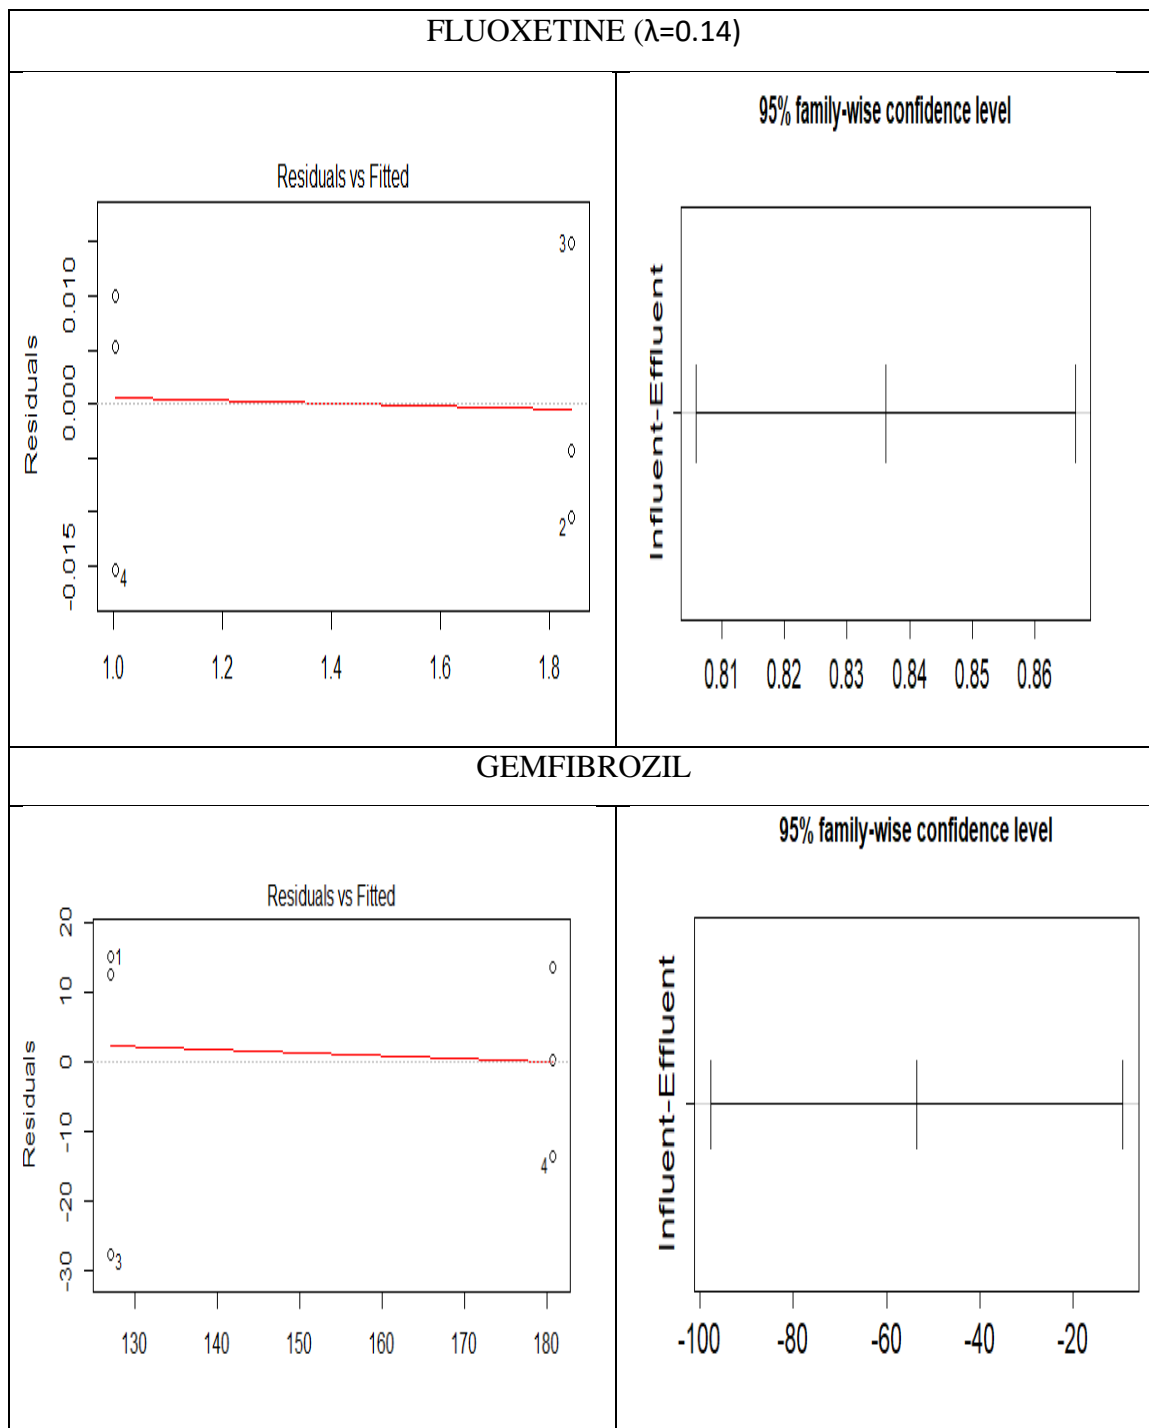 FLUOXETINE (λ=0.14)
Residuals vs Fitted
Residuals
0.010
0.000
-0.015
3
2
4
1.0 1.2 1.4 1.6 1.8
95% family-wise confidence level
Influent-Effluent
0.81 0.82 0.83 0.84 0.85 0.86
GEMFIBROZIL
Residuals vs Fitted
Residuals
20
10
0
-10
-20
-30
1
4
3
130 140 150 160 170 180
95% family-wise confidence level
Influent-Effluent
-100 -80 -60 -40 -20